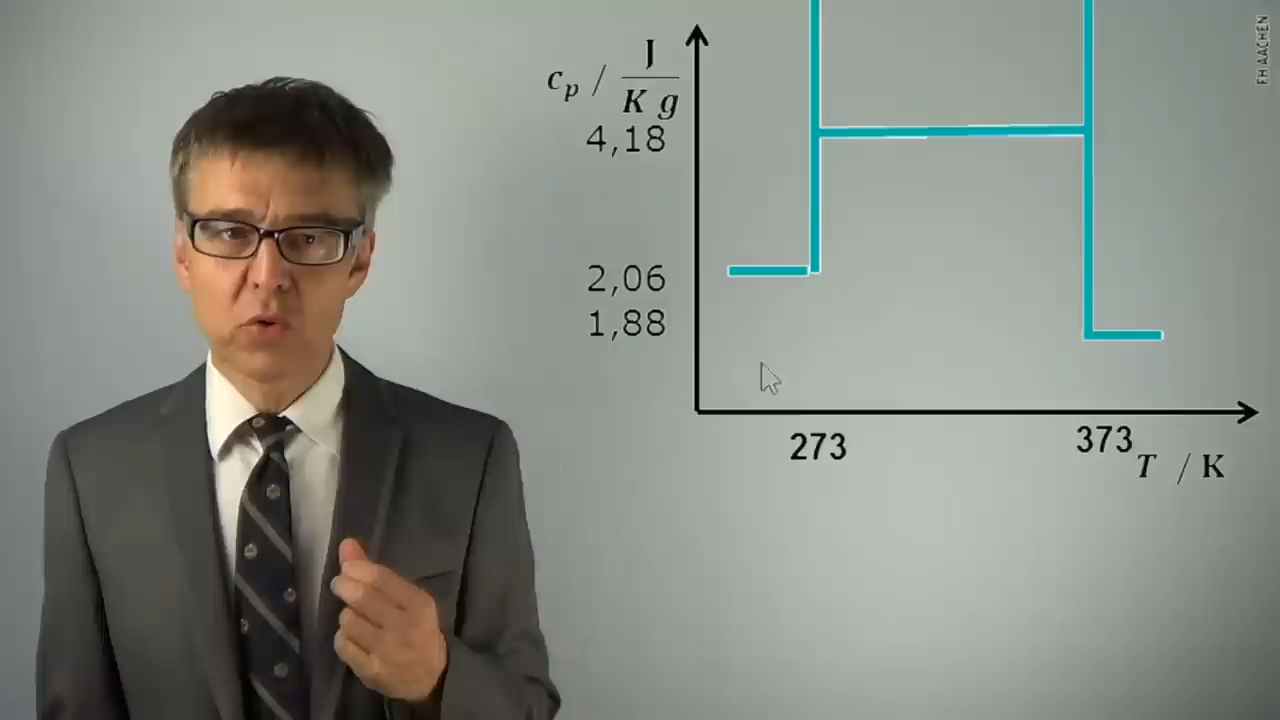 c_p / J
K g
4,18
2,06
1,88
273
373
T / K
FH AACHEN